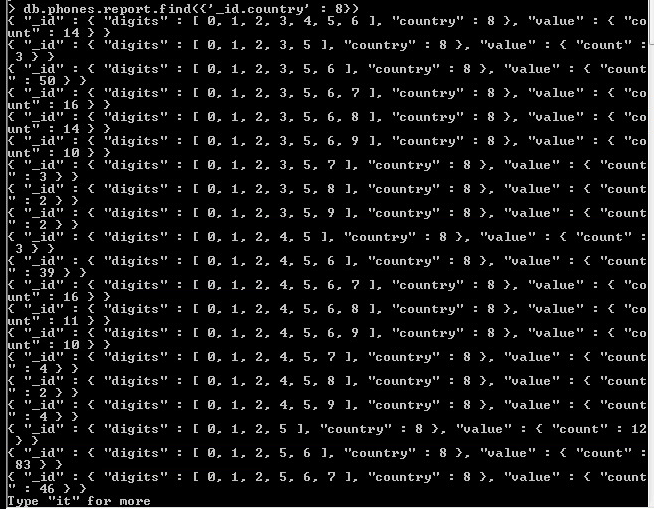 > db.phones.report.find({'_id.country' : 8})
{ "_id" : { "digits" : [ 0, 1, 2, 3, 4, 5, 6 ], "country" : 8 }, "value" : { "co
unt" : 14 } }
{ "_id" : { "digits" : [ 0, 1, 2, 3, 5 ], "country" : 8 }, "value" : { "count" :
 3 } }
{ "_id" : { "digits" : [ 0, 1, 2, 3, 5, 6 ], "country" : 8 }, "value" : { "count
" : 50 } }
{ "_id" : { "digits" : [ 0, 1, 2, 3, 5, 6, 7 ], "country" : 8 }, "value" : { "co
unt" : 16 } }
{ "_id" : { "digits" : [ 0, 1, 2, 3, 5, 6, 8 ], "country" : 8 }, "value" : { "co
unt" : 14 } }
{ "_id" : { "digits" : [ 0, 1, 2, 3, 5, 6, 9 ], "country" : 8 }, "value" : { "co
unt" : 10 } }
{ "_id" : { "digits" : [ 0, 1, 2, 3, 5, 7 ], "country" : 8 }, "value" : { "count
" : 3 } }
{ "_id" : { "digits" : [ 0, 1, 2, 3, 5, 8 ], "country" : 8 }, "value" : { "count
" : 2 } }
{ "_id" : { "digits" : [ 0, 1, 2, 3, 5, 9 ], "country" : 8 }, "value" : { "count
" : 2 } }
{ "_id" : { "digits" : [ 0, 1, 2, 4, 5 ], "country" : 8 }, "value" : { "count" :
 3 } }
{ "_id" : { "digits" : [ 0, 1, 2, 4, 5, 6 ], "country" : 8 }, "value" : { "count
" : 39 } }
{ "_id" : { "digits" : [ 0, 1, 2, 4, 5, 6, 7 ], "country" : 8 }, "value" : { "co
unt" : 16 } }
{ "_id" : { "digits" : [ 0, 1, 2, 4, 5, 6, 8 ], "country" : 8 }, "value" : { "co
unt" : 11 } }
{ "_id" : { "digits" : [ 0, 1, 2, 4, 5, 6, 9 ], "country" : 8 }, "value" : { "co
unt" : 10 } }
{ "_id" : { "digits" : [ 0, 1, 2, 4, 5, 7 ], "country" : 8 }, "value" : { "count
" : 4 } }
{ "_id" : { "digits" : [ 0, 1, 2, 4, 5, 8 ], "country" : 8 }, "value" : { "count
" : 2 } }
{ "_id" : { "digits" : [ 0, 1, 2, 4, 5, 9 ], "country" : 8 }, "value" : { "count
" : 4 } }
{ "_id" : { "digits" : [ 0, 1, 2, 5 ], "country" : 8 }, "value" : { "count" : 12
 } }
{ "_id" : { "digits" : [ 0, 1, 2, 5, 6 ], "country" : 8 }, "value" : { "count" :
 83 } }
{ "_id" : { "digits" : [ 0, 1, 2, 5, 6, 7 ], "country" : 8 }, "value" : { "count
" : 46 } }
Type "it" for more